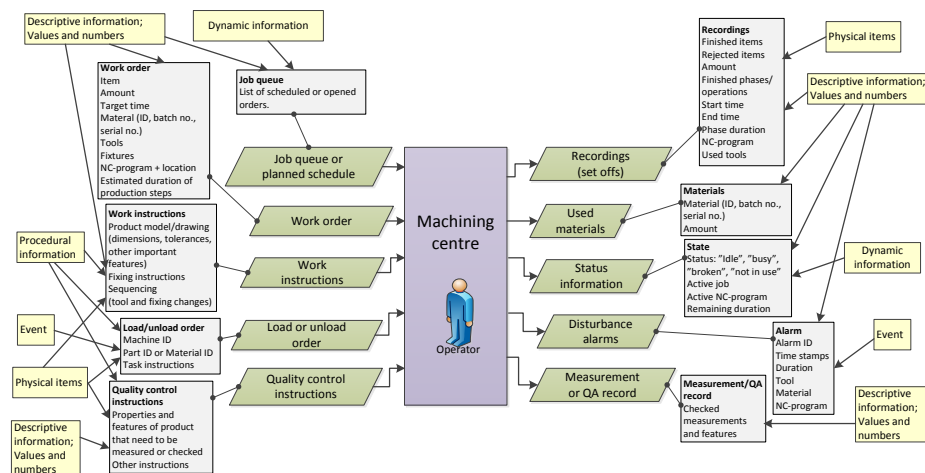 Descriptive information;
Values and numbers
Dynamic information
Work order
Item
Amount
Target time
Materal (ID, batch no.,
serial no.)
Tools
Fixtures
NC-program + location
Estimated duration of
production steps
Job queue
List of scheduled or opened
orders.
Work instructions
Product model/drawing
(dimensions, tolerances,
other important
features)
Fixing instructions
Sequencing
(tool and fixing changes)
Procedural
information
Event
Physical items
Load/unload order
Machine ID
Part ID or Material ID
Task instructions
Quality control
instructions
Properties and
features of product
that need to be
measured or checked
Other instructions
Descriptive
information;
Values and
numbers
Job queue or
planned schedule
Work order
Work
instructions
Load or unload
order
Quality control
instructions
Machining
centre
Operator
Recordings
(set offs)
Used
materials
Status
information
Disturbance
alarms
Measurement
or QA record
Recordings
Finished items
Rejected items
Amount
Finished phases/
operations
Start time
End time
Phase duration
NC-program
Used tools
Physical items
Descriptive information;
Values and numbers
Materials
Material (ID, batch no.,
serial no.)
Amount
State
Status: "Idle", "busy",
"broken", "not in use"
Active job
Active NC-program
Remaining duration
Dynamic
information
Alarm
Alarm ID
Time stamps
Duration
Tool
Material
NC-program
Event
Measurement/QA
record
Checked
measurements
and features
Descriptive
information;
Values and
numbers